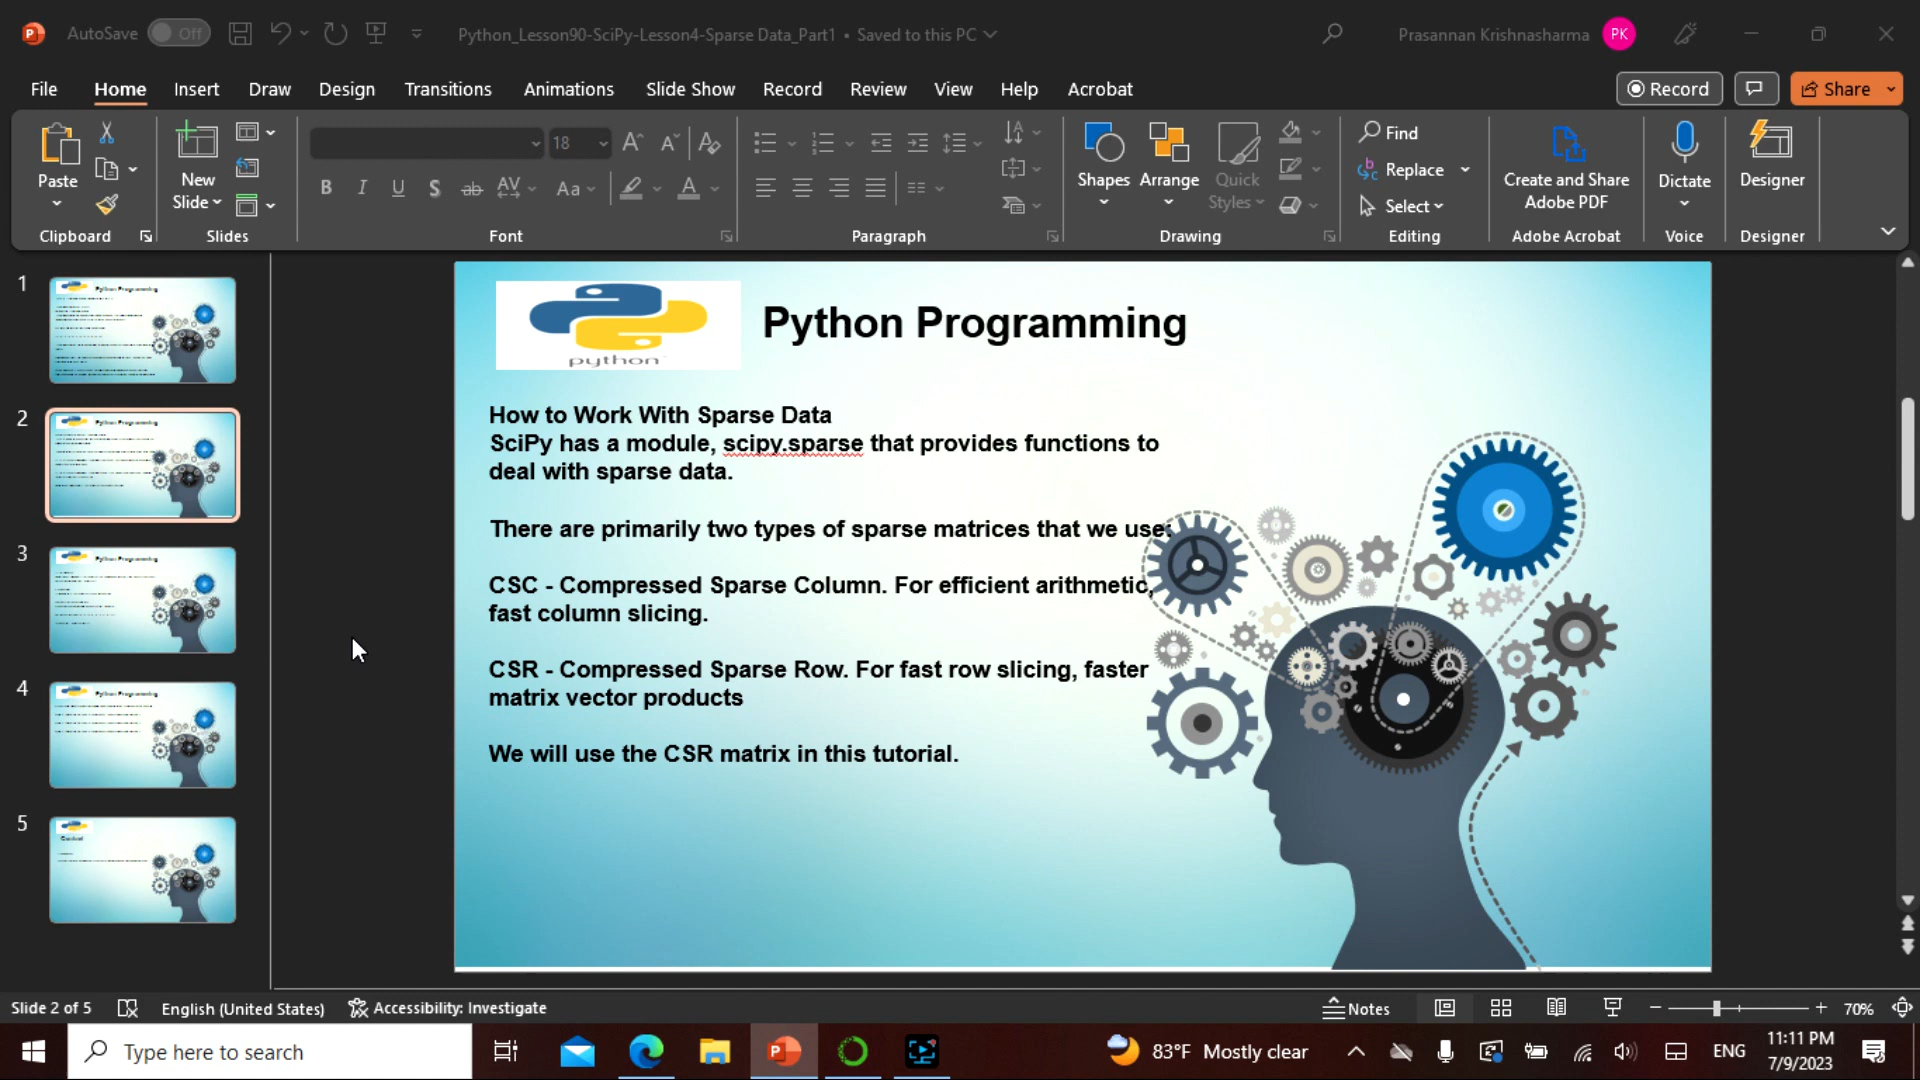 AutoSave Off Python_Lesson90-SciPy-Lesson4-Sparse Data_Part1 • Saved to this PC Prasannan Krishnasharma PK
File Home Insert Draw Design Transitions Animations Slide Show Record Review View Help Acrobat Record Share
Paste
Clipboard
New
Slide
Slides
18
B I U S ab AV Aa A
Font
Paragraph
Shapes
Arrange
Quick
Styles
Drawing
Find
Replace
Select
Editing
Create and Share
Adobe PDF
Adobe Acrobat
Dictate
Voice
Designer
Designer
1
2
3
4
5
python
Python Programming
How to Work With Sparse Data
SciPy has a module, scipy.sparse that provides functions to
deal with sparse data.
There are primarily two types of sparse matrices that we use:
CSC - Compressed Sparse Column. For efficient arithmetic,
fast column slicing.
CSR - Compressed Sparse Row. For fast row slicing, faster
matrix vector products
We will use the CSR matrix in this tutorial.
Slide 2 of 5 English (United States) Accessibility: Investigate Notes 70%
Type here to search 83°F Mostly clear ENG 11:11 PM
7/9/2023